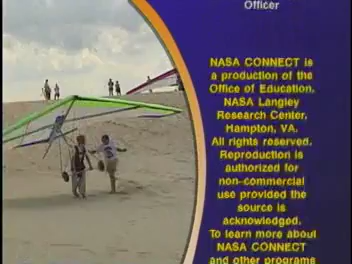 Officer
NASA CONNECT is
a production of the
Office of Education,
NASA Langley
Research Center,
Hampton, VA.
All rights reserved.
Reproduction is
authorized for
non-commercial
use provided the
source is
acknowledged.
To learn more about
NASA CONNECT
and other programs